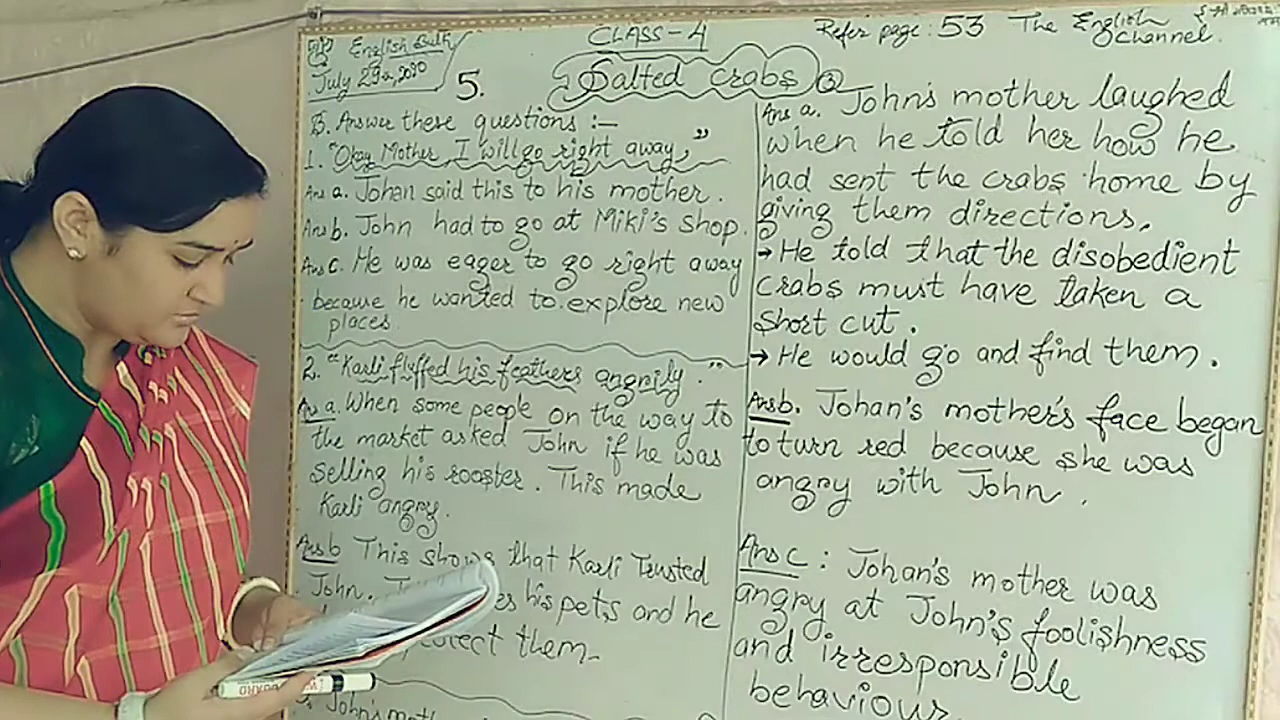 CLASS-4
Refer page: 53 The English Channel.
English
July 29th, 2020
5. Salted crabs
B. Answer these questions :-
1. "Okay Mother, I will go right away,"
Ans a. Johan said this to his mother.
Ans b. John had to go at Miki's shop.
Ans c. He was eager to go right away
because he wanted to explore new
places.
2. "Karli fluffed his feathers angrily."
Ans a. When some people on the way to
the market asked John if he was
selling his rooster. This made
Karli angry.
Ans b This shows that Karli Trusted
John.
his pets and he
protect them.
John's
Ans a. John's mother laughed
when he told her how he
had sent the crabs home by
giving them directions.
→ He told that the disobedient
crabs must have taken a
short cut.
→ He would go and find them.
Ans b. Johan's mother's face began
to turn red because she was
angry with John.
Ans C : Johan's mother was
angry at John's foolishness
and irresponsible
behaviour